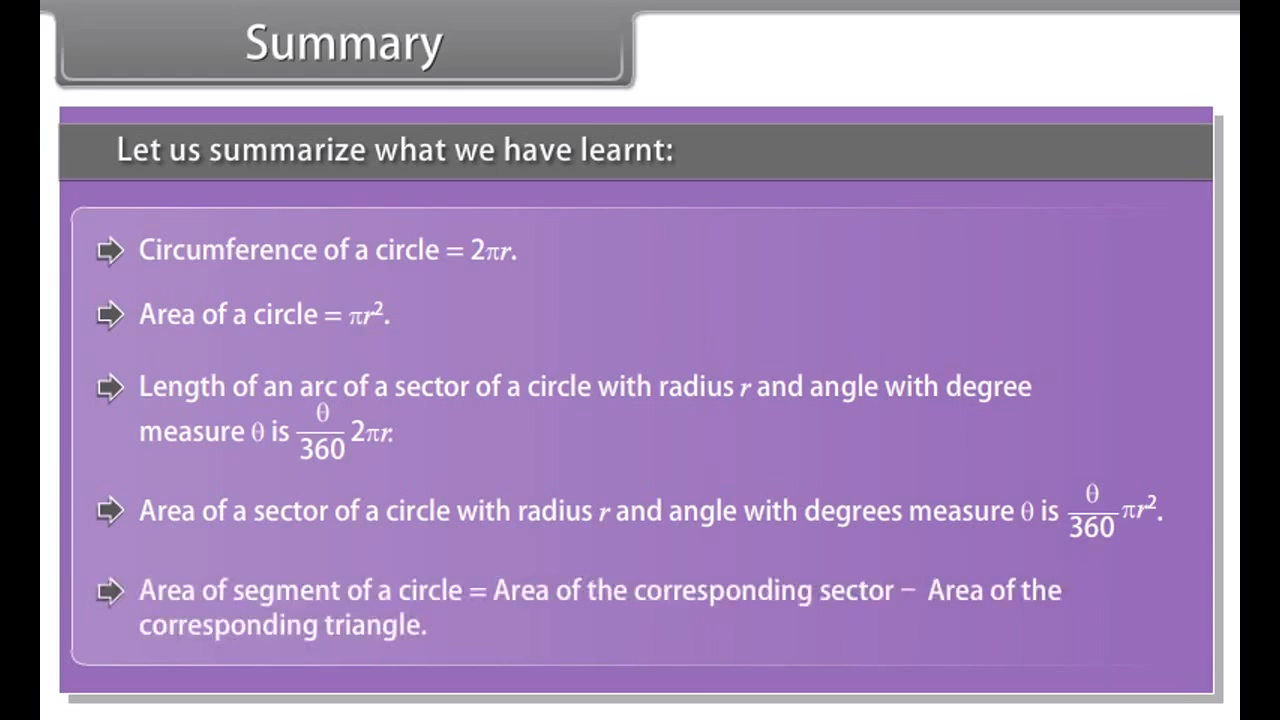 Summary
Let us summarize what we have learnt:
Circumference of a circle = 2πr.
Area of a circle = πr².
Length of an arc of a sector of a circle with radius r and angle with degree
measure θ is θ/360 2πr.
Area of a sector of a circle with radius r and angle with degrees measure θ is θ/360 πr².
Area of segment of a circle = Area of the corresponding sector − Area of the
corresponding triangle.